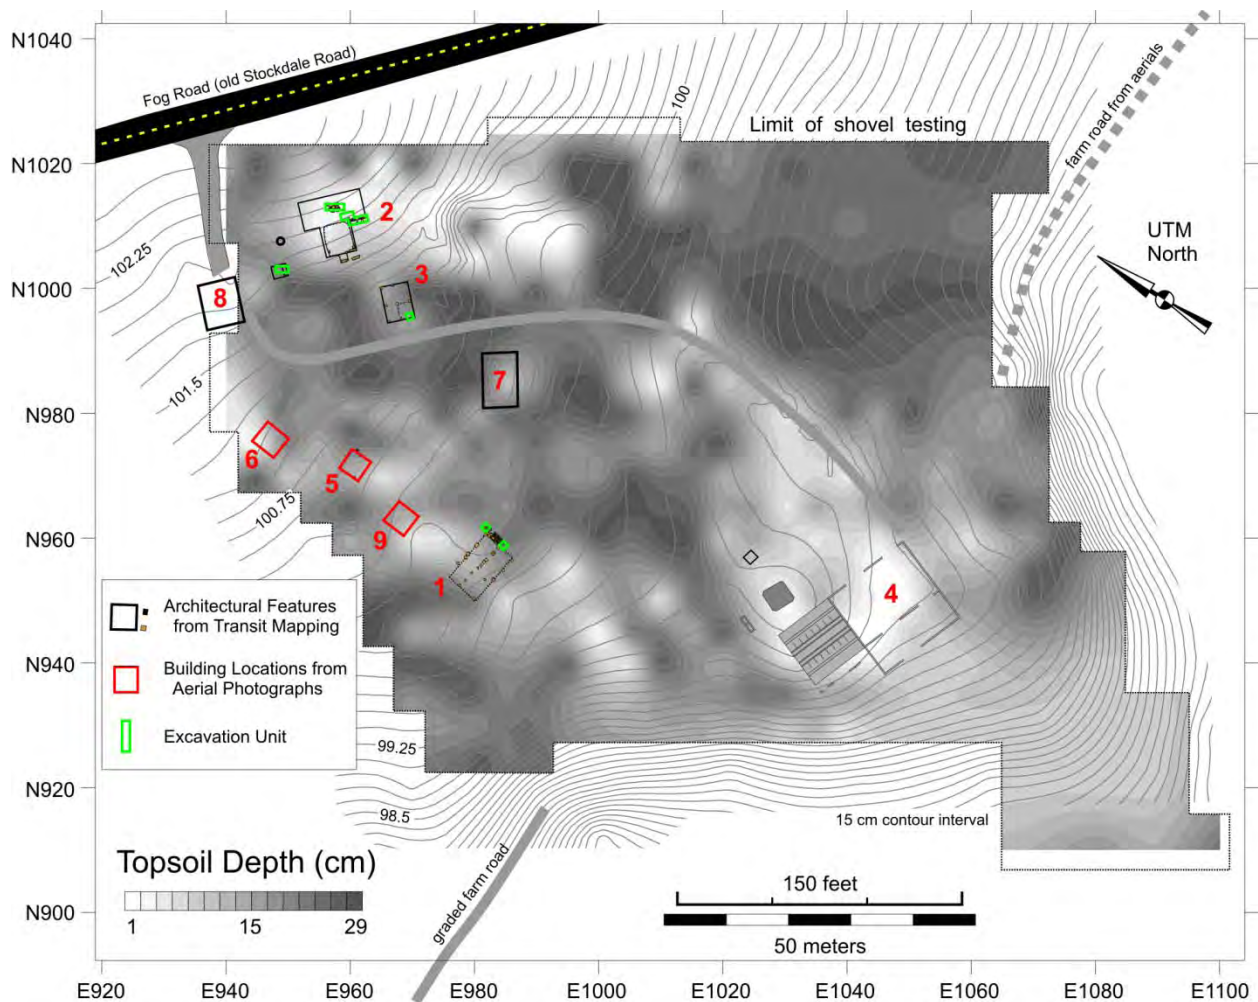 N1040
N1020
N1000
N980
N960
N940
N920
N900
Fog Road (old Stockdale Road)
100
Limit of shovel testing
farm road from aerials
UTM
North
2
3
102.25
8
101.5
7
6
5
100.75
9
1
4
Architectural Features
from Transit Mapping
Building Locations from
Aerial Photographs
Excavation Unit
99.25
98.5
15 cm contour interval
Topsoil Depth (cm)
1 15 29
graded farm road
150 feet
50 meters
E920 E940 E960 E980 E1000 E1020 E1040 E1060 E1080 E1100